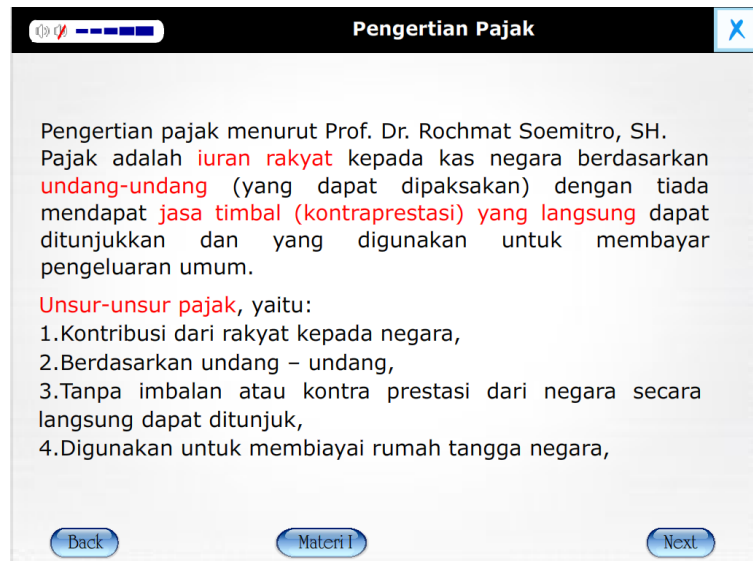 Pengertian Pajak
Pengertian pajak menurut Prof. Dr. Rochmat Soemitro, SH.
Pajak adalah iuran rakyat kepada kas negara berdasarkan
undang-undang (yang dapat dipaksakan) dengan tiada
mendapat jasa timbal (kontraprestasi) yang langsung dapat
ditunjukkan dan yang digunakan untuk membayar
pengeluaran umum.
Unsur-unsur pajak, yaitu:
1.Kontribusi dari rakyat kepada negara,
2.Berdasarkan undang – undang,
3.Tanpa imbalan atau kontra prestasi dari negara secara
langsung dapat ditunjuk,
4.Digunakan untuk membiayai rumah tangga negara,
Back
Materi I
Next